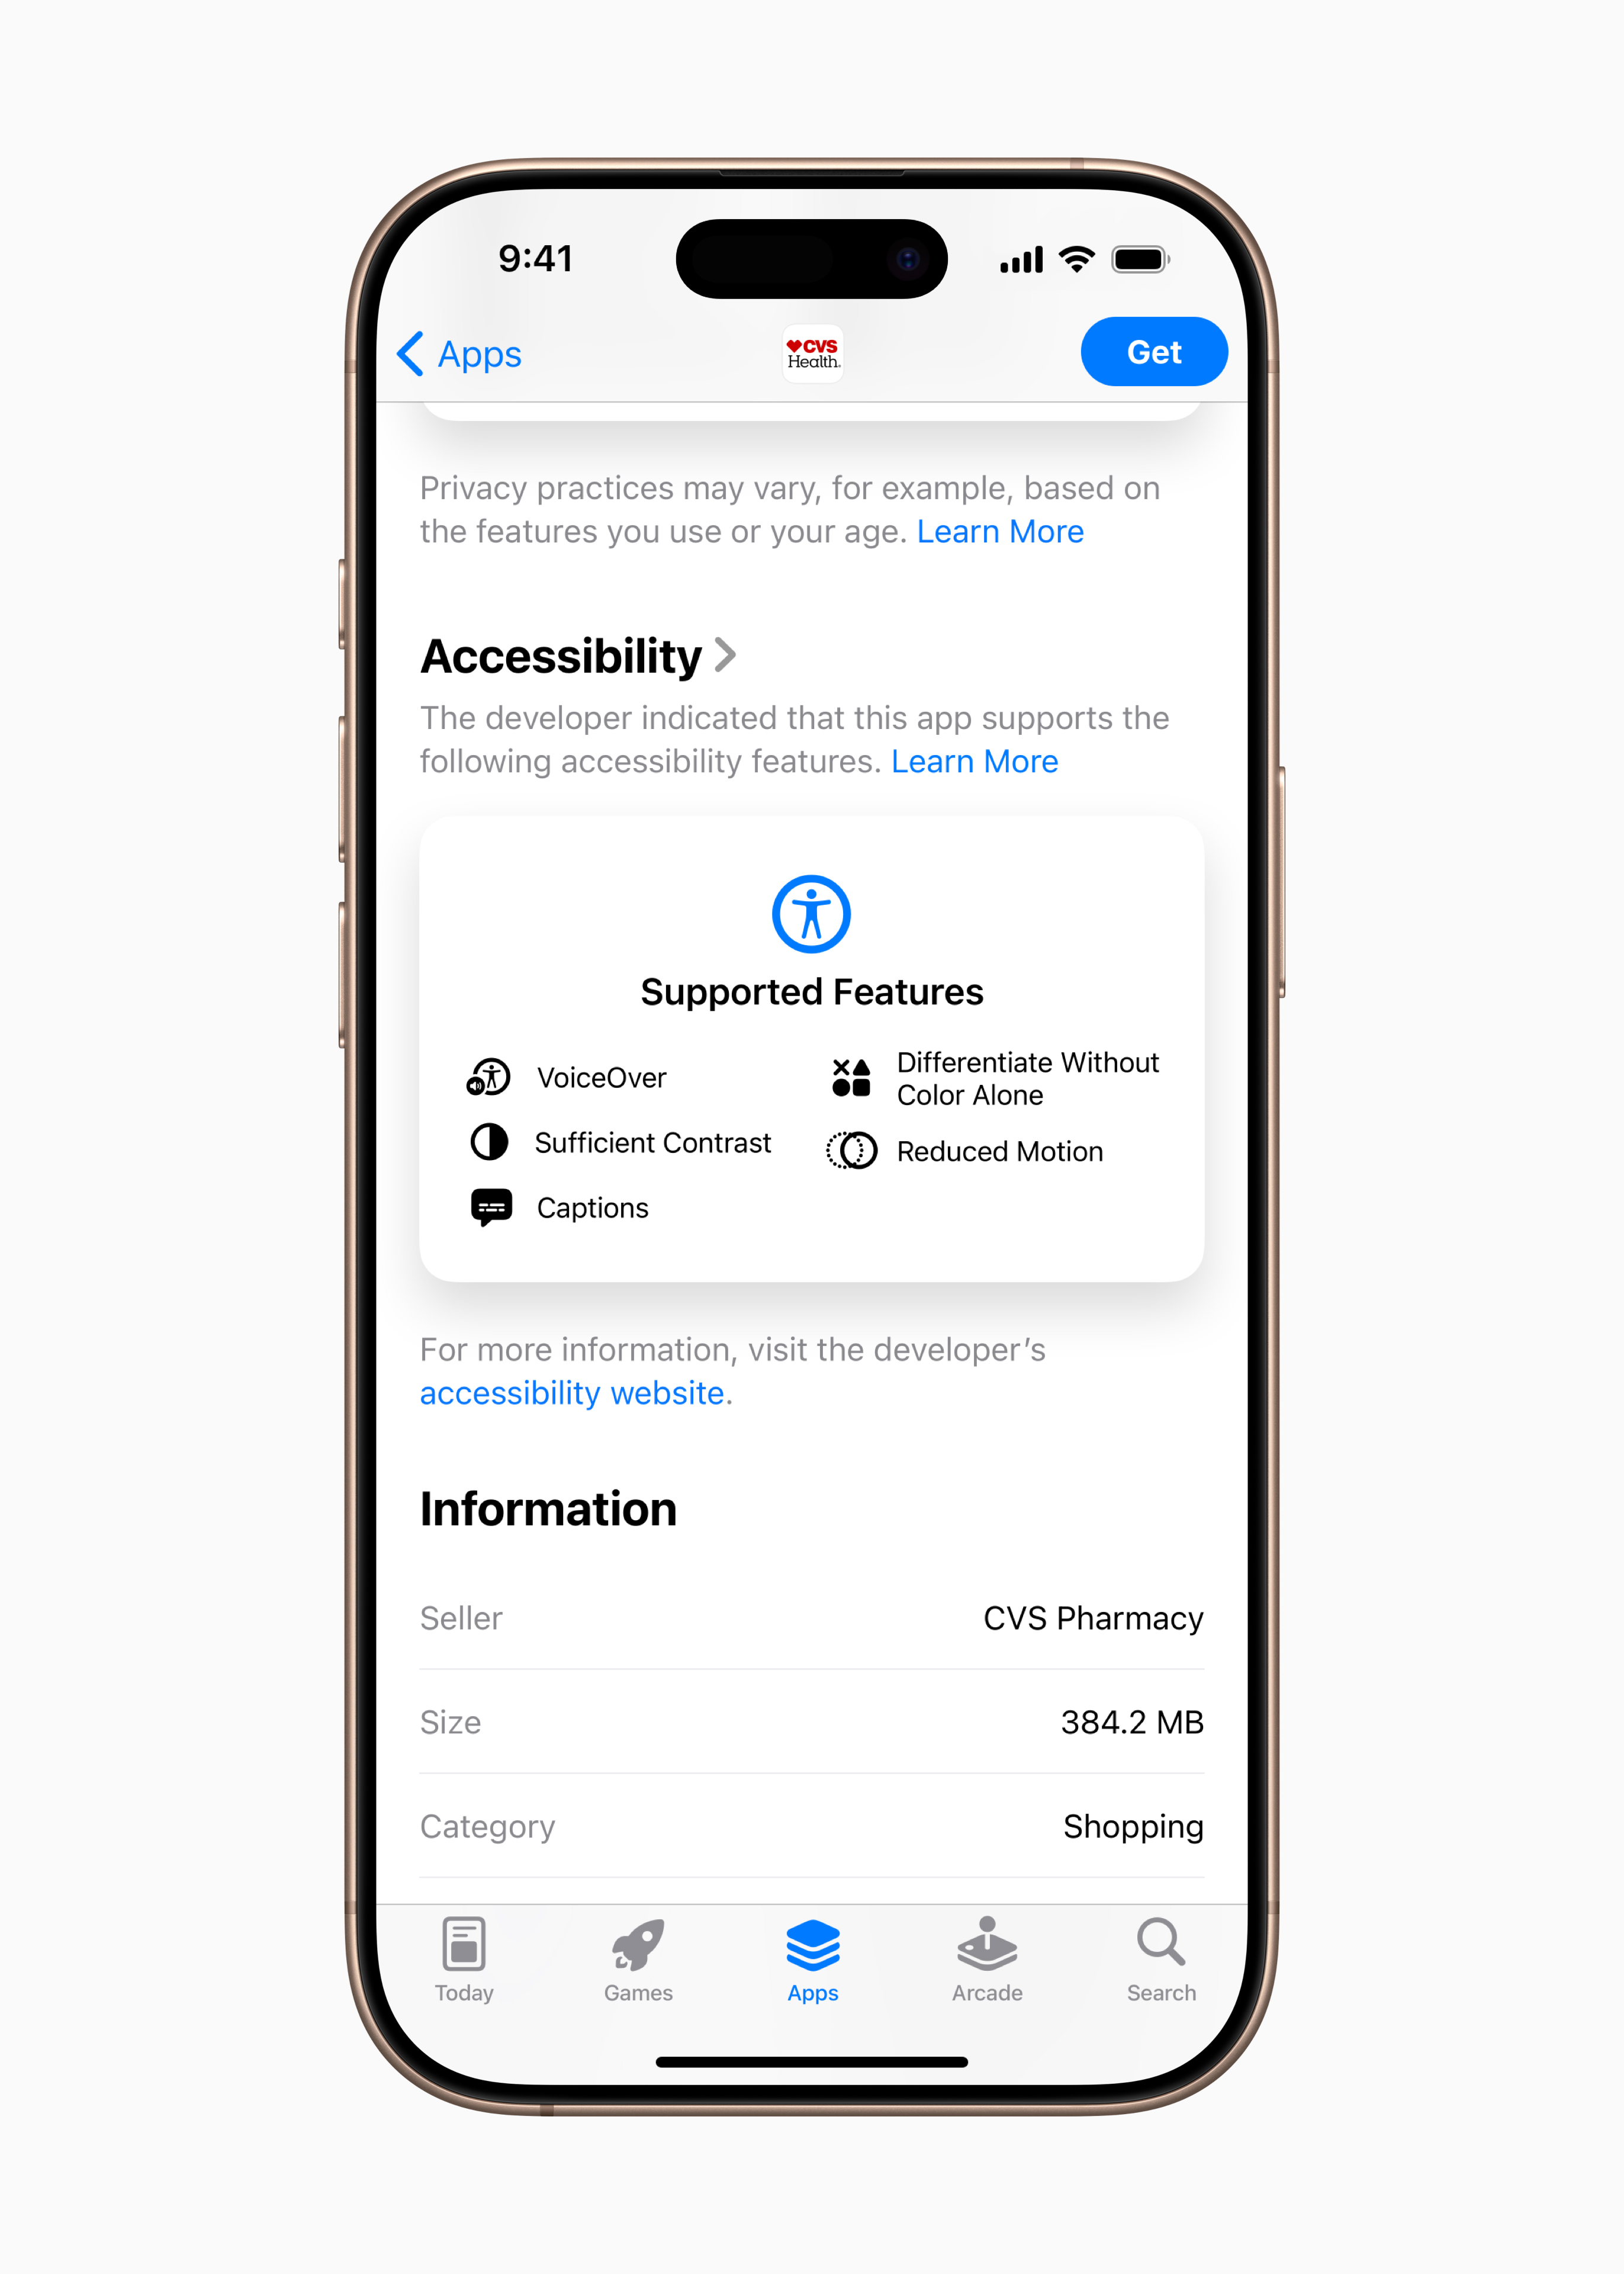 9:41
Apps
CVS
Health.
Get
Privacy practices may vary, for example, based on
the features you use or your age. Learn More
Accessibility
The developer indicated that this app supports the
following accessibility features. Learn More
Supported Features
VoiceOver
Sufficient Contrast
Captions
Differentiate Without
Color Alone
Reduced Motion
For more information, visit the developer’s
accessibility website.
Information
Seller
CVS Pharmacy
Size
384.2 MB
Category
Shopping
Today
Games
Apps
Arcade
Search